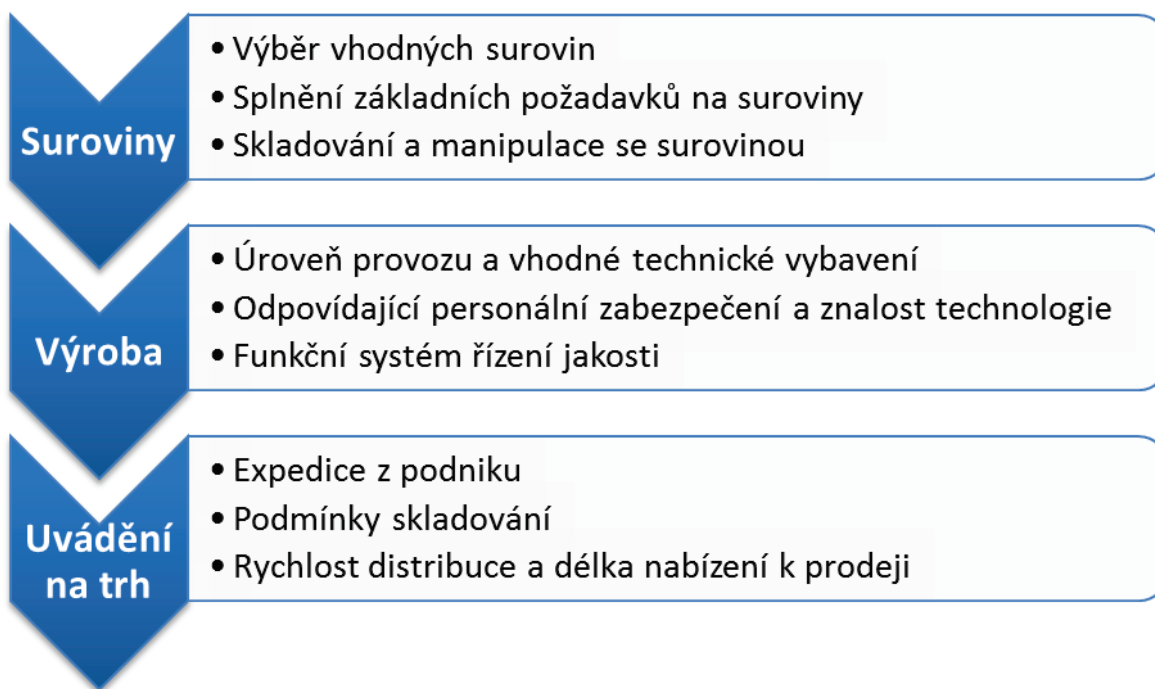 Suroviny
• Výběr vhodných surovin
• Splnění základních požadavků na suroviny
• Skladování a manipulace se surovinou
Výroba
• Úroveň provozu a vhodné technické vybavení
• Odpovídající personální zabezpečení a znalost technologie
• Funkční systém řízení jakosti
Uvádění
na trh
• Expedice z podniku
• Podmínky skladování
• Rychlost distribuce a délka nabízení k prodeji